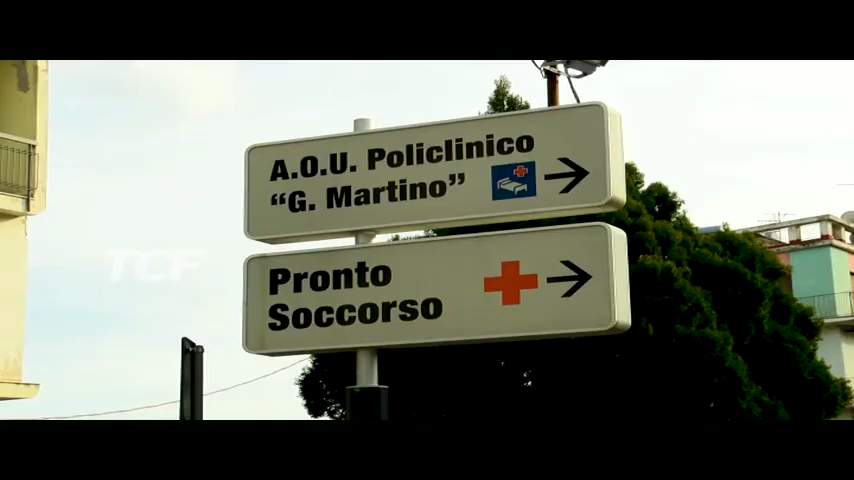 A.O.U. Policlinico
“G. Martino”
Pronto
Soccorso
TCF